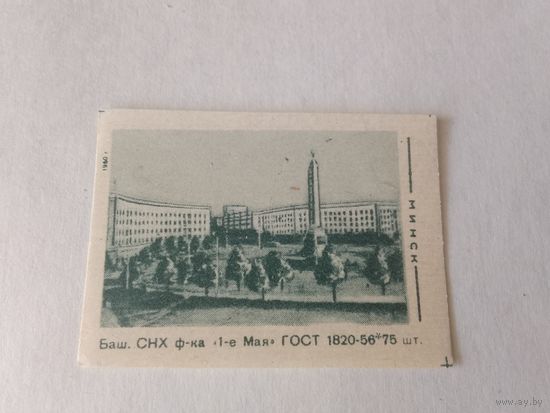 1960 г.
МИНСК
Баш. СНХ ф-ка «1-е Мая» ГОСТ 1820-56 75 шт.
www.ay.by